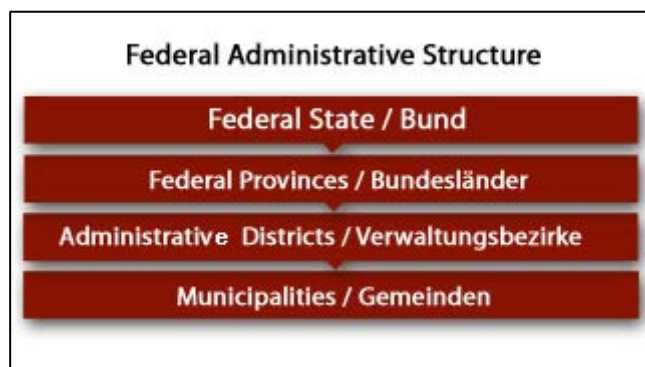 Federal Administrative Structure
Federal State / Bund
Federal Provinces / Bundesländer
Administrative Districts / Verwaltungsbezirke
Municipalities / Gemeinden